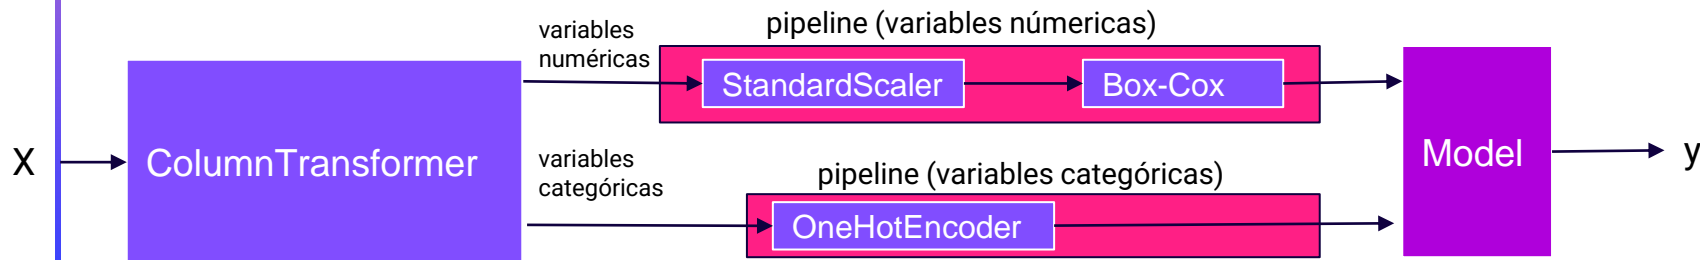 X
ColumnTransformer
variables
numéricas
pipeline (variables númericas)
StandardScaler
Box-Cox
variables
categóricas
pipeline (variables categóricas)
OneHotEncoder
Model
y